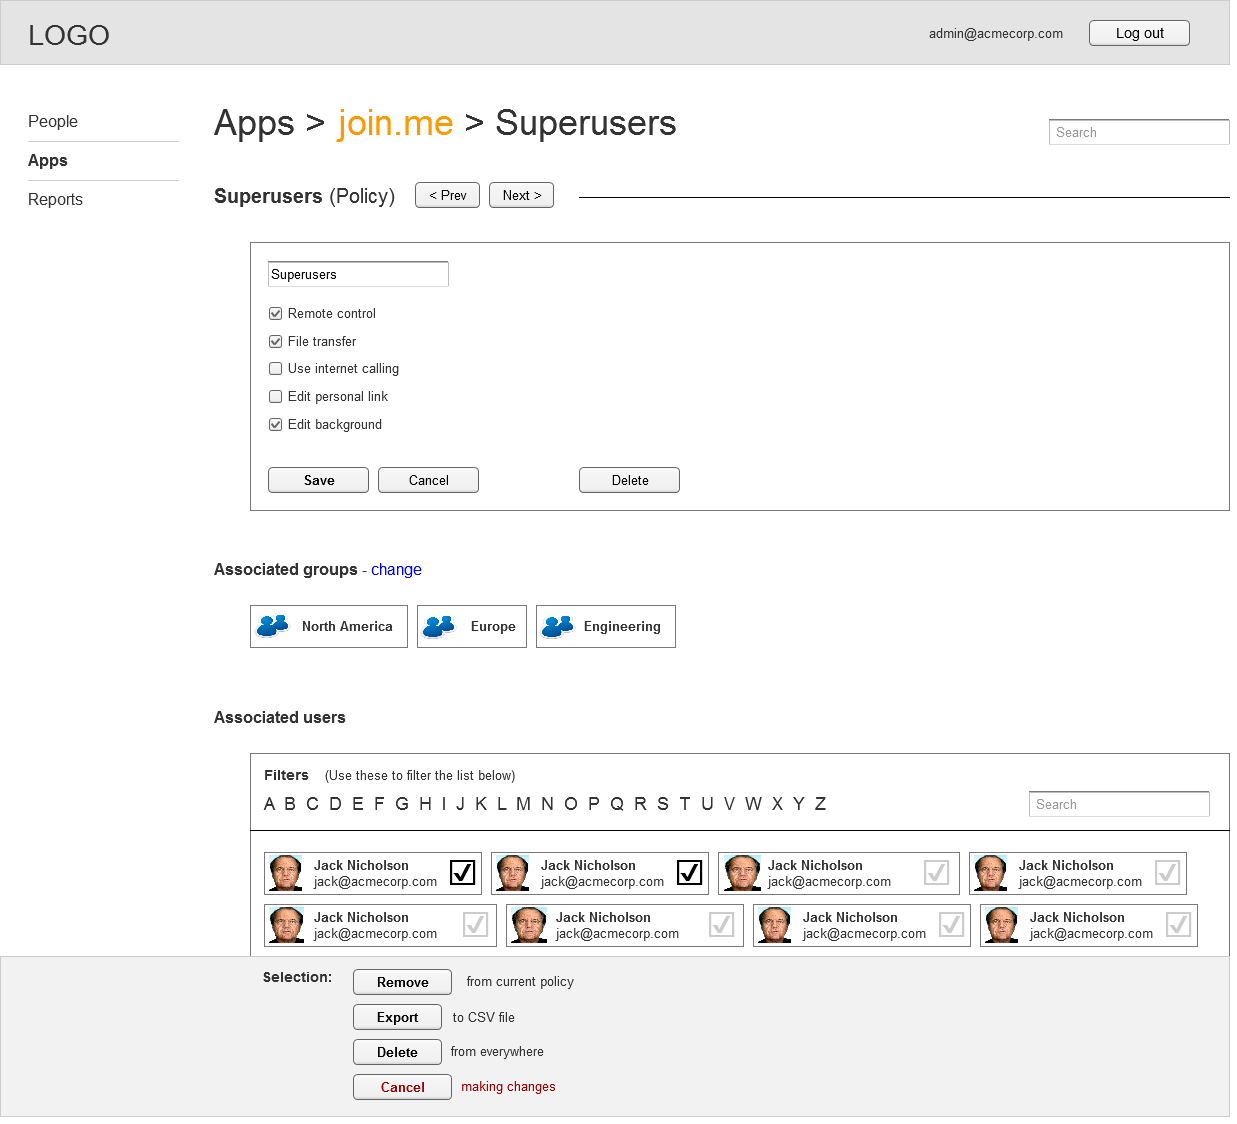 LOGO
admin@acmecorp.com
Log out
People
Apps
Reports
Apps > join.me > Superusers
Search
Superusers (Policy)
< Prev
Next >
Superusers
Remote control
File transfer
Use internet calling
Edit personal link
Edit background
Save
Cancel
Delete
Associated groups - change
North America
Europe
Engineering
Associated users
Filters (Use these to filter the list below)
A B C D E F G H I J K L M N O P Q R S T U V W X Y Z
Search
Jack Nicholson
jack@acmecorp.com
Jack Nicholson
jack@acmecorp.com
Jack Nicholson
jack@acmecorp.com
Jack Nicholson
jack@acmecorp.com
Jack Nicholson
jack@acmecorp.com
Jack Nicholson
jack@acmecorp.com
Jack Nicholson
jack@acmecorp.com
Jack Nicholson
jack@acmecorp.com
Selection:
Remove from current policy
Export to CSV file
Delete from everywhere
Cancel making changes